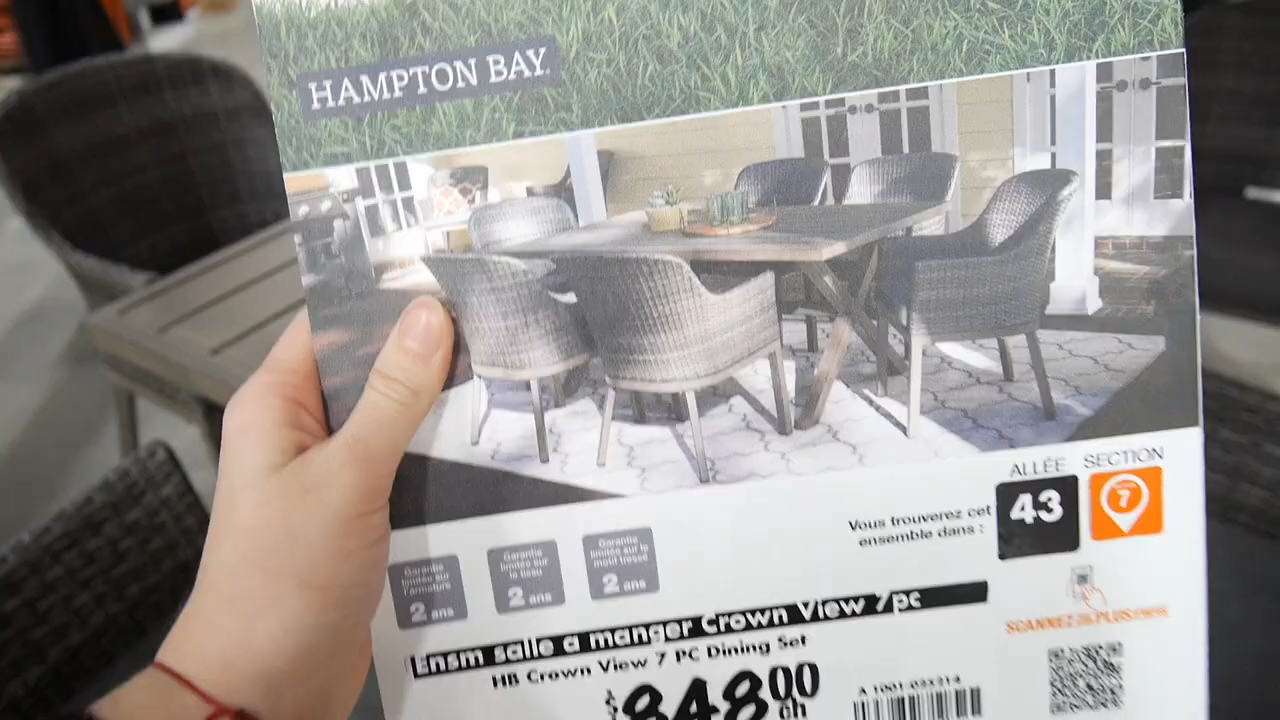 HAMPTON BAY
ALLÉE SECTION
Vous trouverez cet
ensemble dans :
43
7
Garantie
limitée sur
l'armature
2 ans
Garantie
limitée sur
le tissu
2 ans
Garantie
limitée sur le
motif tressé
2 ans
Ensm salle a manger Crown View 7pc
HB Crown View 7 PC Dining Set
$84800
ch